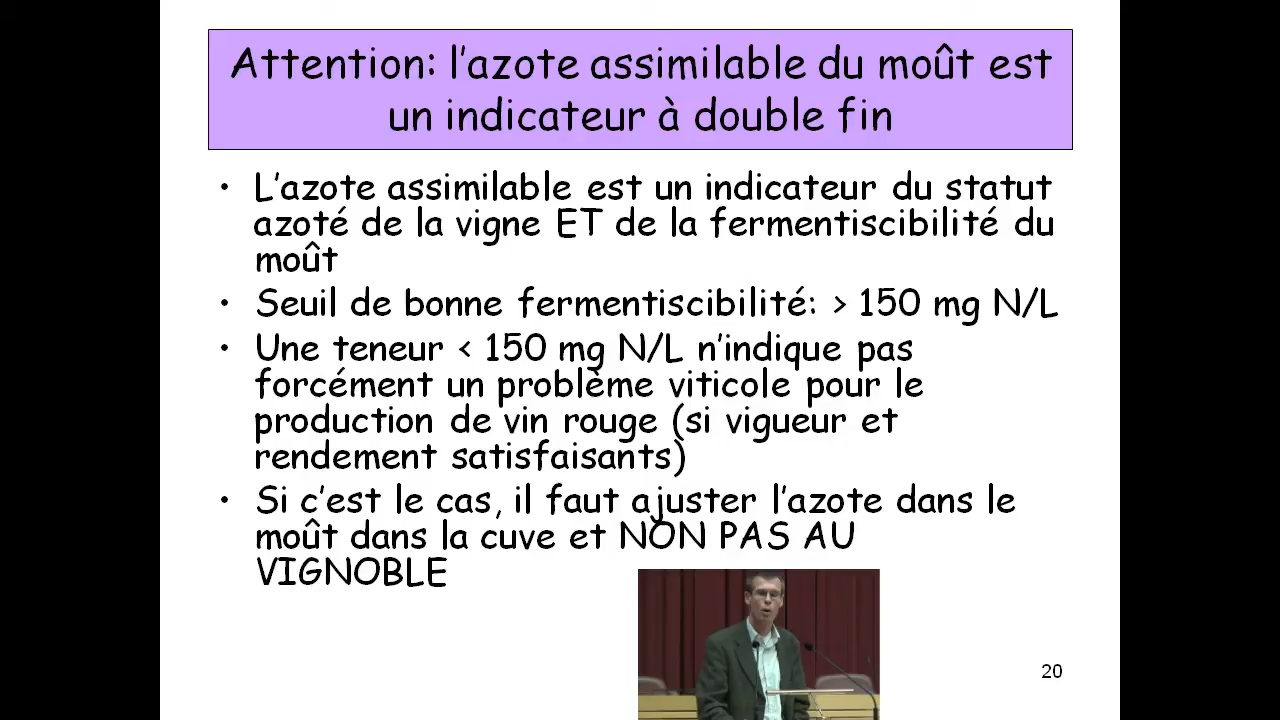 Attention: l’azote assimilable du moût est
un indicateur à double fin
• L’azote assimilable est un indicateur du statut
azoté de la vigne ET de la fermentiscibilité du
moût
• Seuil de bonne fermentiscibilité: > 150 mg N/L
• Une teneur < 150 mg N/L n’indique pas
forcément un problème viticole pour le
production de vin rouge (si vigueur et
rendement satisfaisants)
• Si c’est le cas, il faut ajuster l’azote dans le
moût dans la cuve et NON PAS AU
VIGNOBLE
20